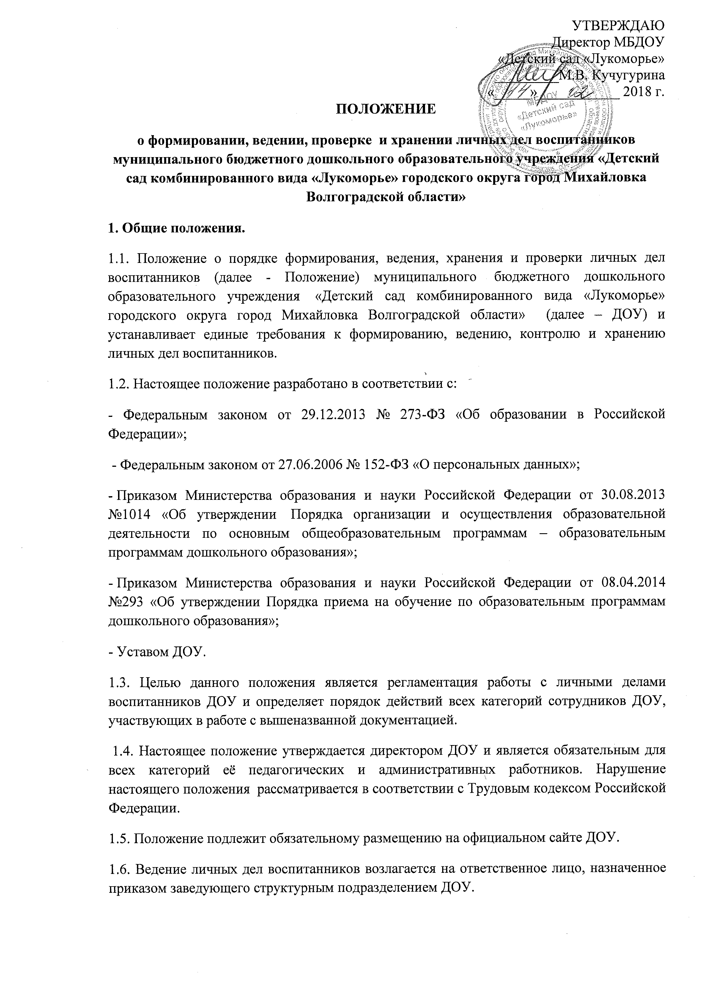 УТВЕРЖДАЮ
Директор МБДОУ
«Детский сад «Лукоморье»
М.В. Кучугурина
«14» 12 2018 г.
МБДОУ
«Детский сад
«Лукоморье»
ПОЛОЖЕНИЕ
о формировании, ведении, проверке и хранении личных дел воспитанников
муниципального бюджетного дошкольного образовательного учреждения «Детский
сад комбинированного вида «Лукоморье» городского округа город Михайловка
Волгоградской области»
1. Общие положения.
1.1. Положение о порядке формирования, ведения, хранения и проверки личных дел
воспитанников (далее - Положение) муниципального бюджетного дошкольного
образовательного учреждения «Детский сад комбинированного вида «Лукоморье»
городского округа город Михайловка Волгоградской области» (далее – ДОУ) и
устанавливает единые требования к формированию, ведению, контролю и хранению
личных дел воспитанников.
1.2. Настоящее положение разработано в соответствии с:
- Федеральным законом от 29.12.2013 № 273-ФЗ «Об образовании в Российской
Федерации»;
- Федеральным законом от 27.06.2006 № 152-ФЗ «О персональных данных»;
- Приказом Министерства образования и науки Российской Федерации от 30.08.2013
№1014 «Об утверждении Порядка организации и осуществления образовательной
деятельности по основным общеобразовательным программам – образовательным
программам дошкольного образования»;
- Приказом Министерства образования и науки Российской Федерации от 08.04.2014
№293 «Об утверждении Порядка приема на обучение по образовательным программам
дошкольного образования»;
- Уставом ДОУ.
1.3. Целью данного положения является регламентация работы с личными делами
воспитанников ДОУ и определяет порядок действий всех категорий сотрудников ДОУ,
участвующих в работе с вышеназванной документацией.
1.4. Настоящее положение утверждается директором ДОУ и является обязательным для
всех категорий её педагогических и административных работников. Нарушение
настоящего положения рассматривается в соответствии с Трудовым кодексом Российской
Федерации.
1.5. Положение подлежит обязательному размещению на официальном сайте ДОУ.
1.6. Ведение личных дел воспитанников возлагается на ответственное лицо, назначенное
приказом заведующего структурным подразделением ДОУ.